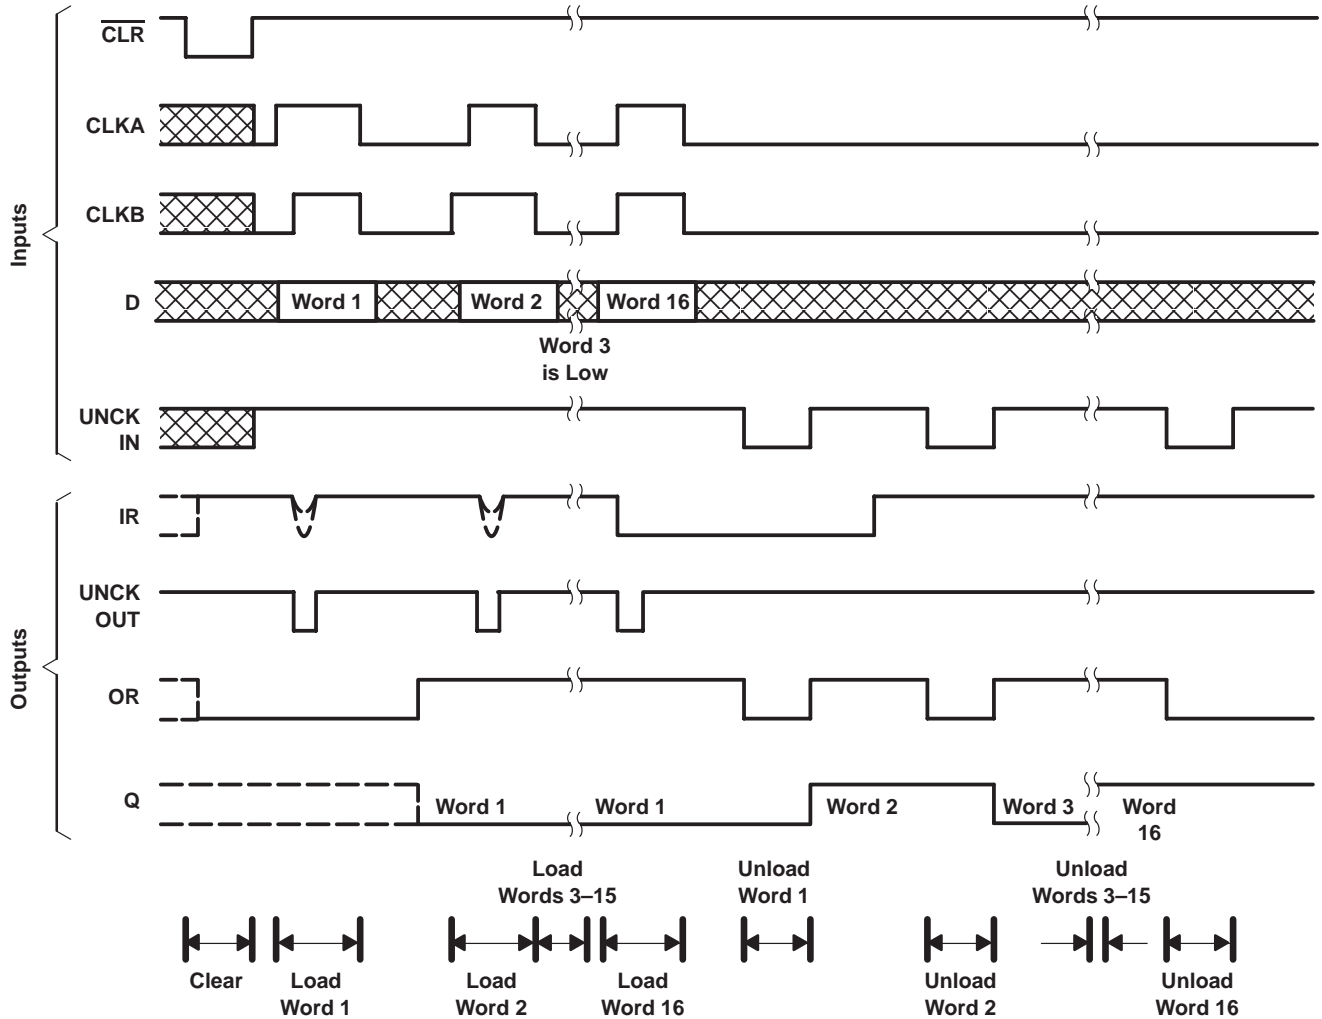 Inputs
CLR
CLKA
CLKB
D
Word 1
Word 2
Word 16
Word 3
is Low
UNCK
IN
Outputs
IR
UNCK
OUT
OR
Q
Word 1
Word 1
Word 2
Word 3
Word
16
Load
Words 3–15
Unload
Word 1
Unload
Words 3–15
Clear
Load
Word 1
Load
Word 2
Load
Word 16
Unload
Word 2
Unload
Word 16